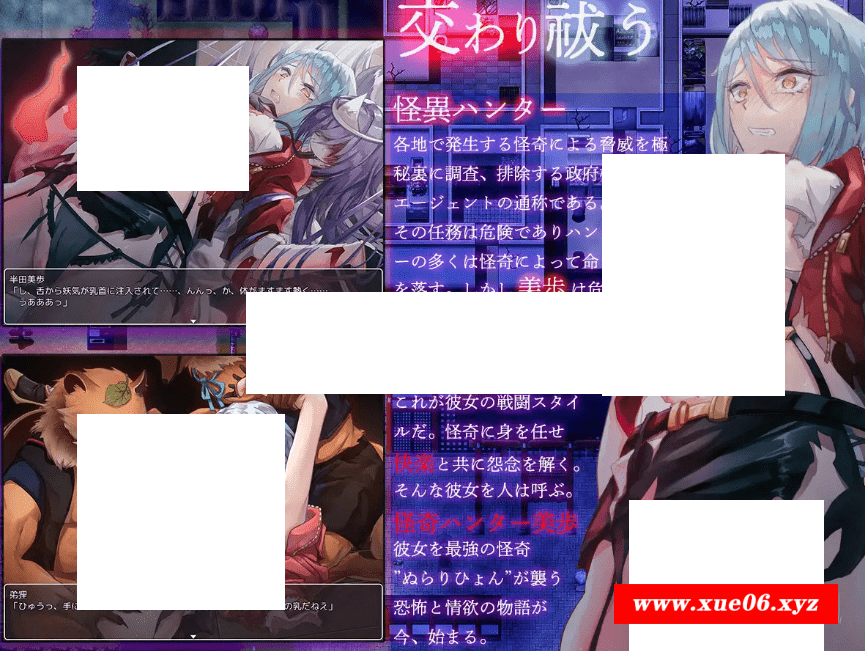 交わり祓う
怪異ハンター
各地で発生する怪奇による脅威を極
秘裏に調査、排除する政府
エージェントの通称である
その任務は危険でありハン
ーの多くは怪奇によって命
を落す。しかし美歩は危
これが彼女の戦闘スタイ
ルだ。怪奇に身を任せ
快楽と共に怨念を解く。
そんな彼女を人は呼ぶ。
怪奇ハンター美歩
彼女を最強の怪奇
”ぬらりひょん”が襲う
恐怖と情欲の物語が
今、始まる。
半田美歩
「し、舌から妖気が乳首に注入されて……、んんっ、か、体がますます熱く……
うあああっ」
弟狸
「ひゅうっ、手に
の乳だねえ」
www.xue06.xyz